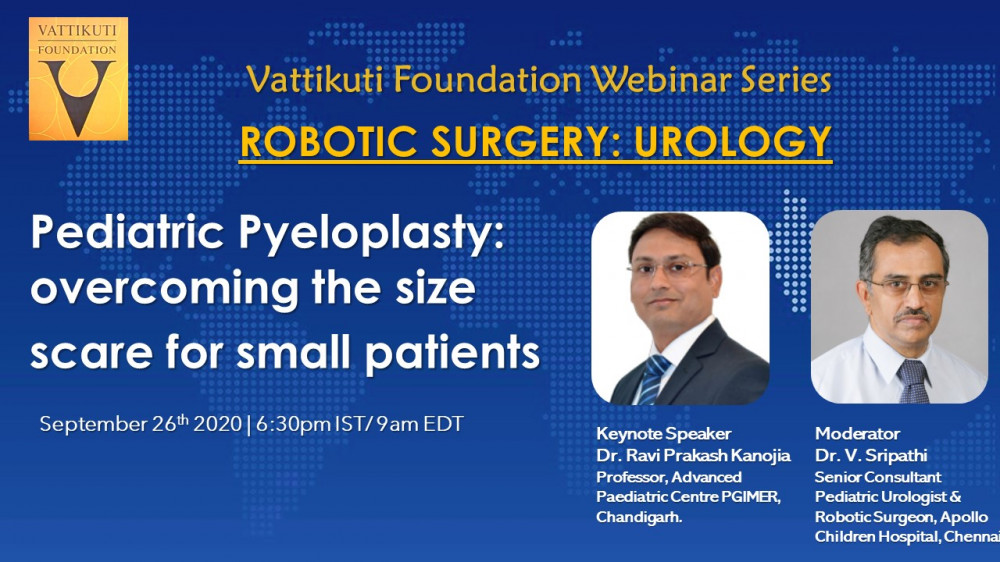 VATTIKUTI
FOUNDATION
Vattikuti Foundation Webinar Series
ROBOTIC SURGERY: UROLOGY
Pediatric Pyeloplasty:
overcoming the size
scare for small patients
September 26th 2020 | 6:30pm IST/ 9am EDT
Keynote Speaker
Dr. Ravi Prakash Kanojia
Professor, Advanced
Paediatric Centre PGIMER,
Chandigarh.
Moderator
Dr. V. Sripathi
Senior Consultant
Pediatric Urologist &
Robotic Surgeon, Apollo
Children Hospital, Chennai